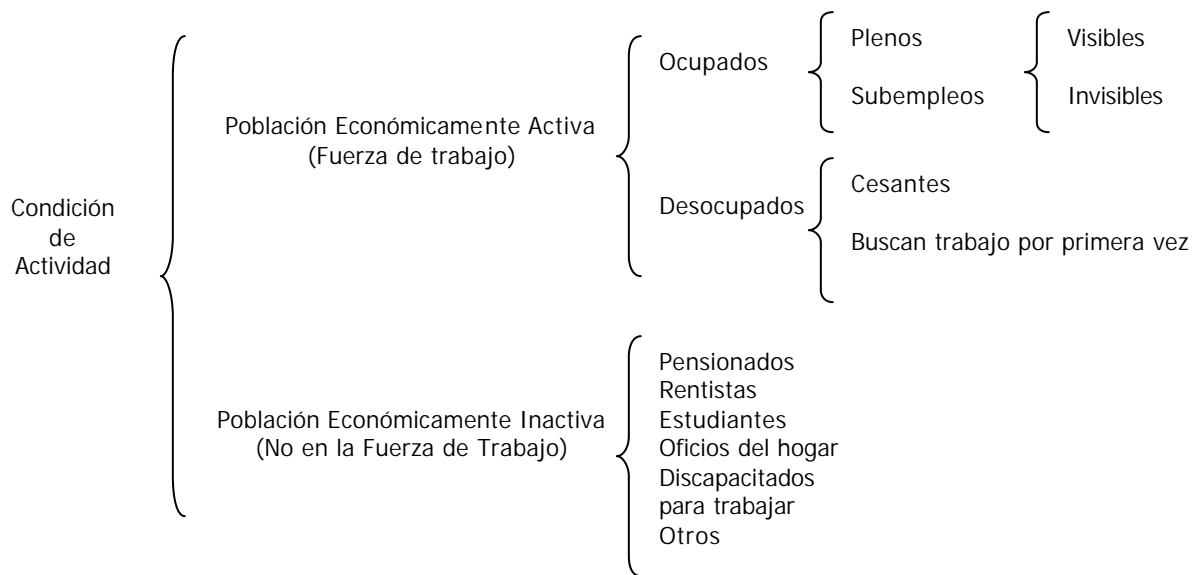 Condición
de
Actividad
Población Económicamente Activa
(Fuerza de trabajo)
Ocupados
Plenos
Subempleos
Visibles
Invisibles
Desocupados
Cesantes
Buscan trabajo por primera vez
Población Económicamente Inactiva
(No en la Fuerza de Trabajo)
Pensionados
Rentistas
Estudiantes
Oficios del hogar
Discapacitados
para trabajar
Otros